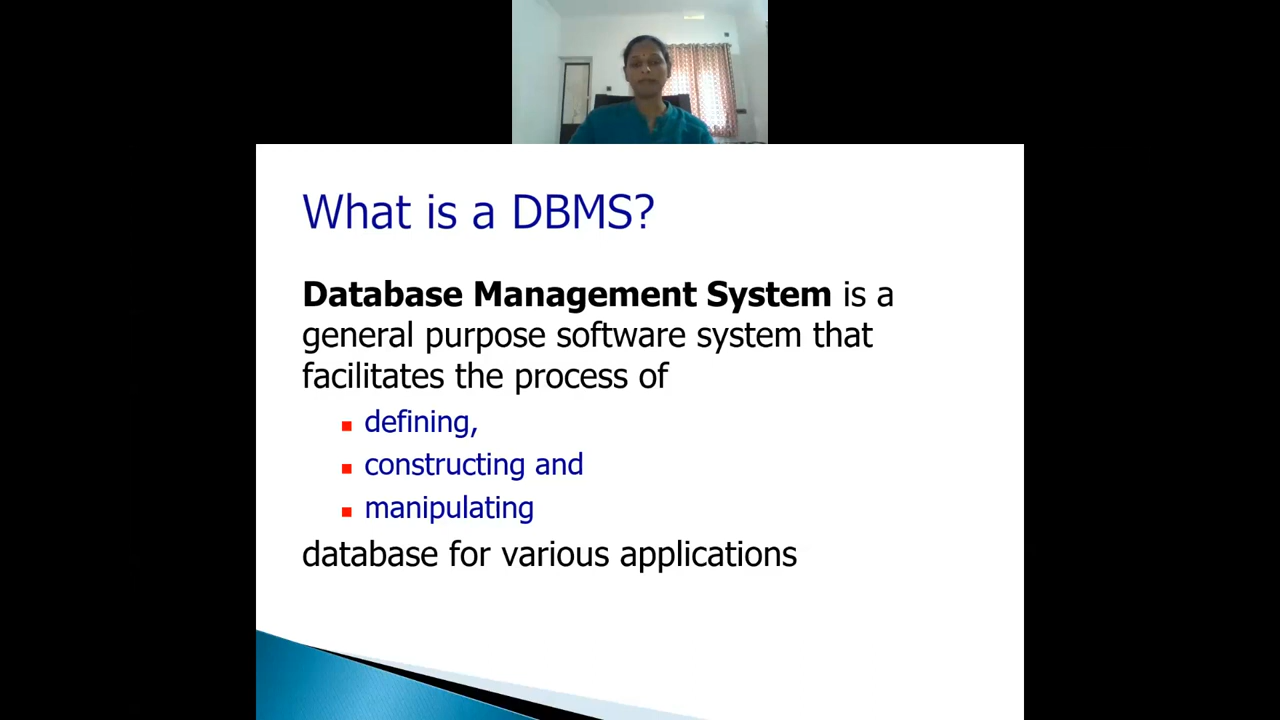 What is a DBMS?
Database Management System is a
general purpose software system that
facilitates the process of
defining,
constructing and
manipulating
database for various applications